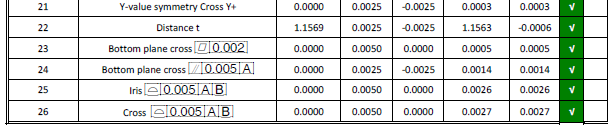 21 Y-value symmetry Cross Y+ 0.0000 0.0025 -0.0025 0.0003 0.0003 √
22 Distance t 1.1569 0.0025 -0.0025 1.1563 -0.0006 √
23 Bottom plane cross ⏥ 0.002 0.0000 0.0050 0.0000 0.0005 0.0005 √
24 Bottom plane cross ⫽ 0.005 A 0.0000 0.0025 -0.0025 0.0014 0.0014 √
25 Iris ⌓ 0.005 A B 0.0000 0.0050 0.0000 0.0026 0.0026 √
26 Cross ⌓ 0.005 A B 0.0000 0.0050 0.0000 0.0027 0.0027 √